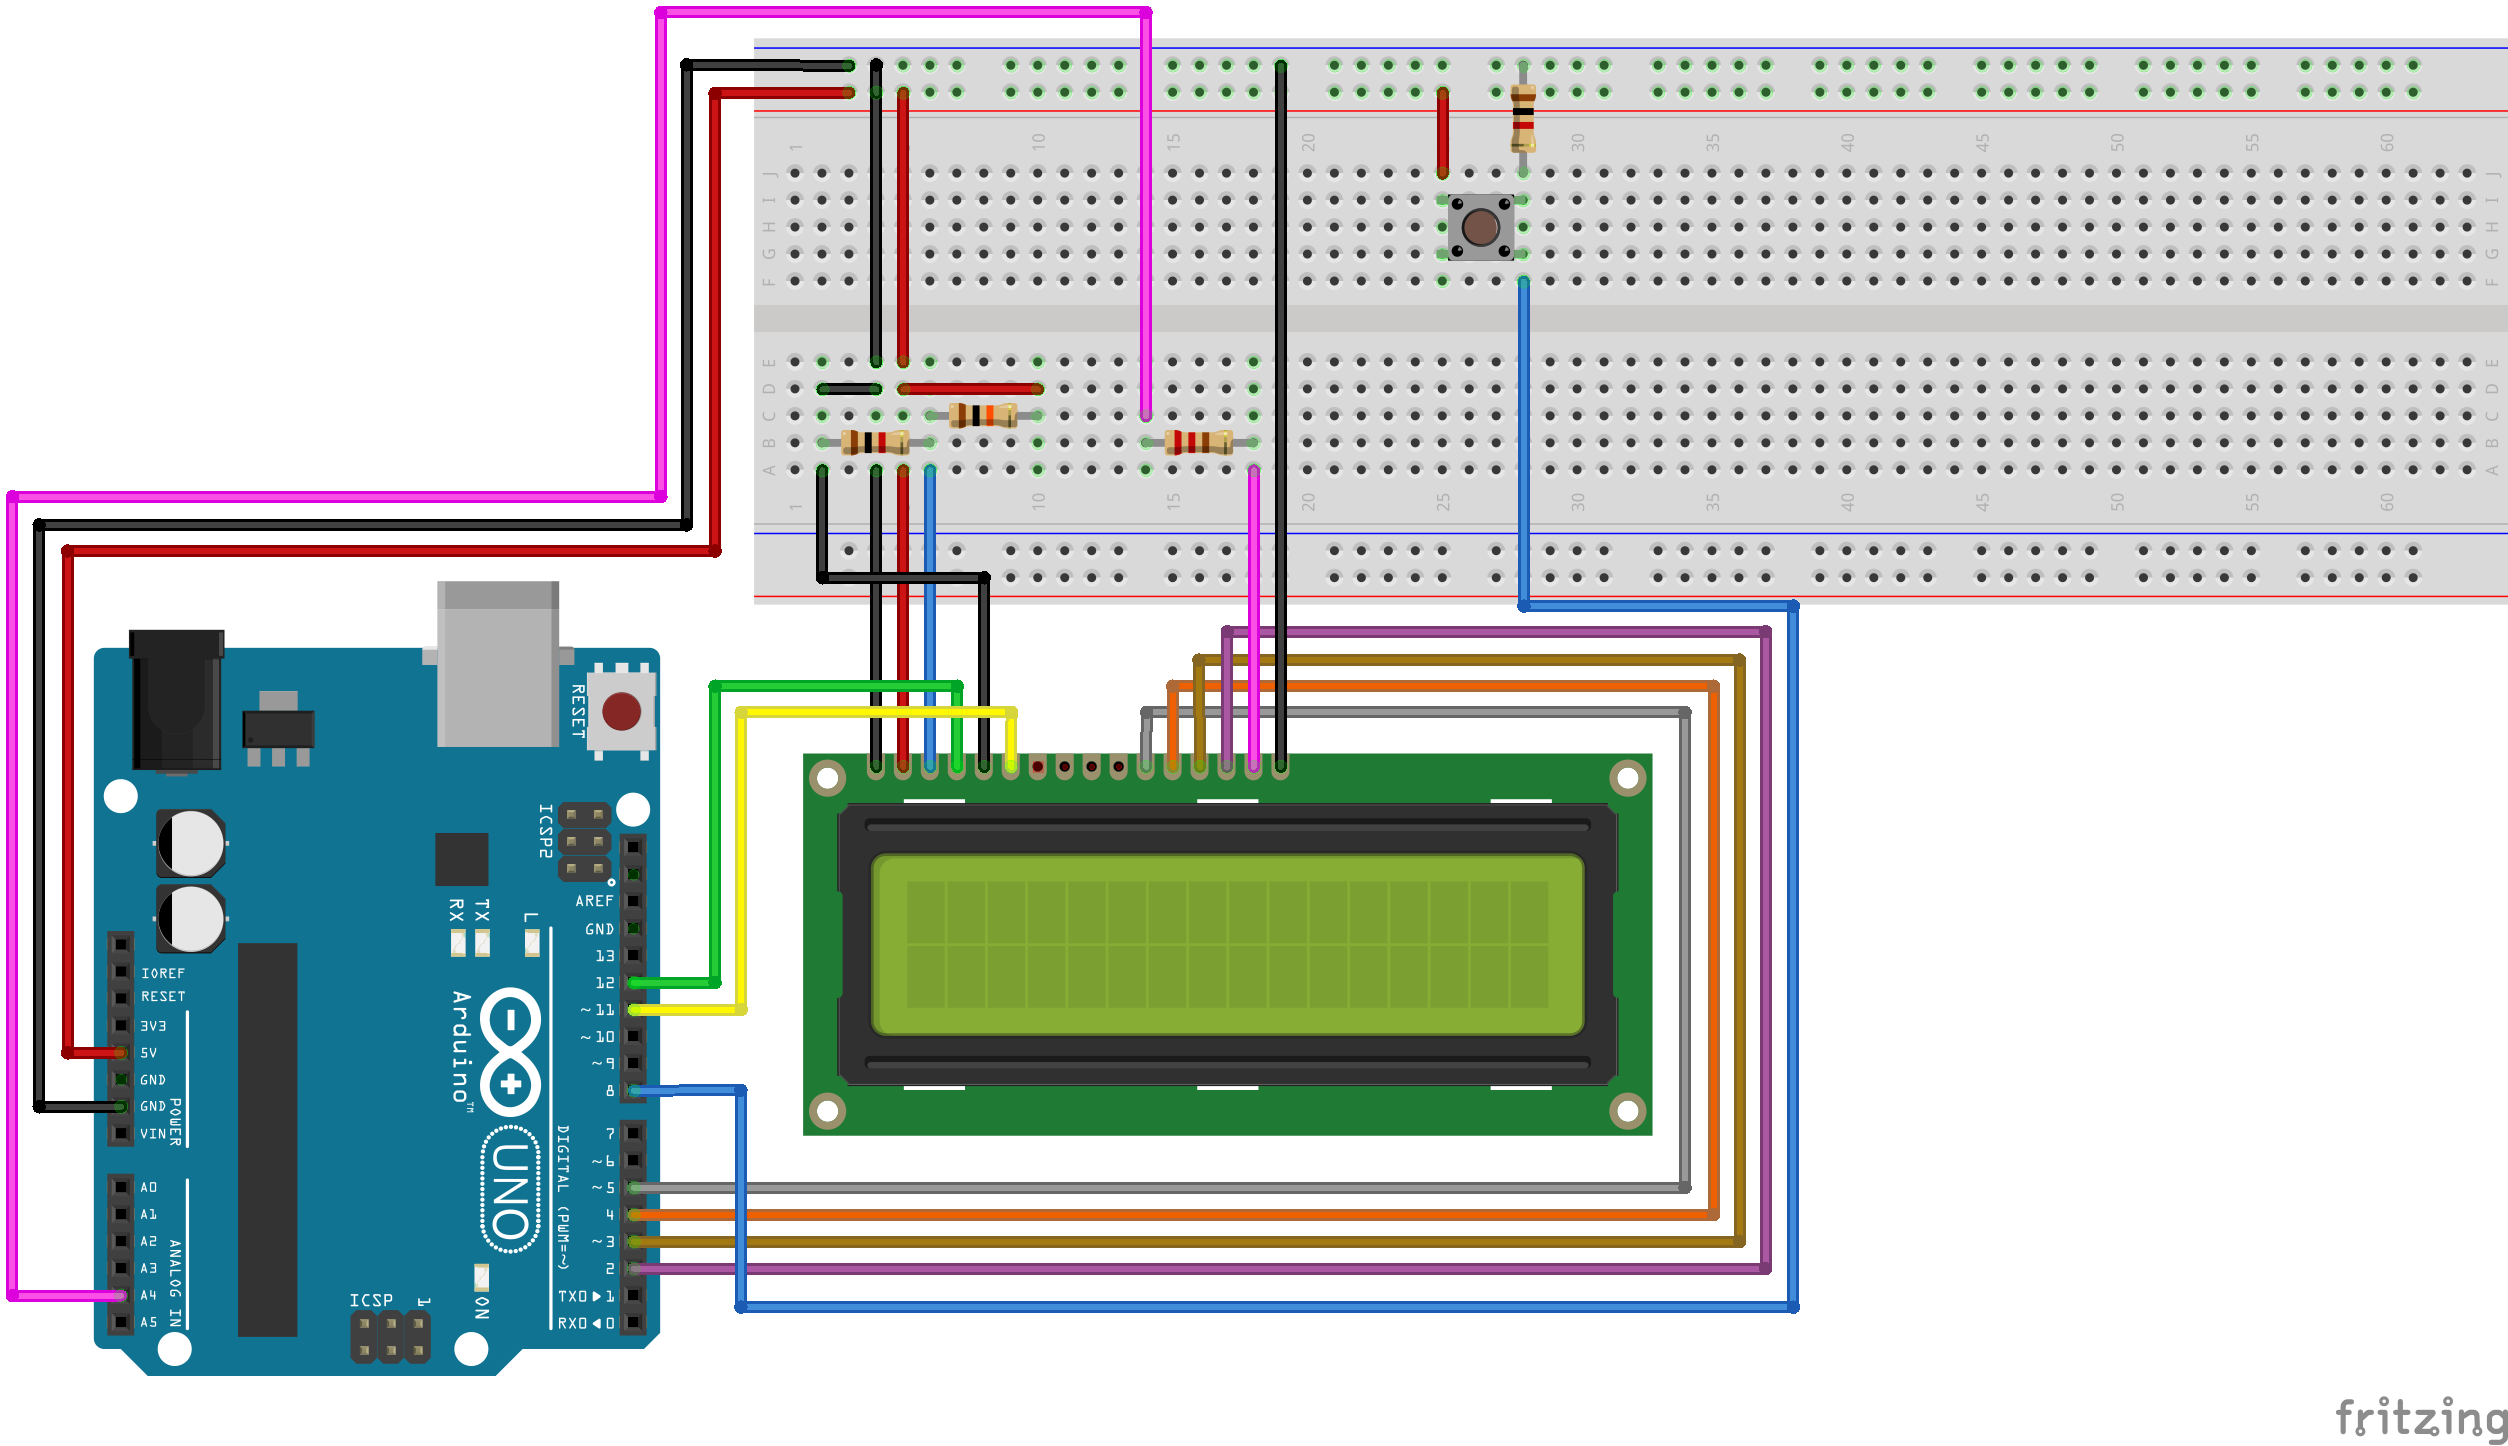 1 10 15 20 25 30 35 40 45 50 55 60
J J
I I
H H
G G
F F
E E
D D
C C
B B
A A
1 10 15 20 25 30 35 40 45 50 55 60
RESET
ICSP2
AREF
RX TX L
GND
13
12
~11
~10
~9
8
IOREF
RESET
3V3
5V
GND
GND
VIN
POWER
Arduino™
UNO
DIGITAL (PWM=~)
7
~6
~5
4
~3
2
TX0▶1
RX0◀0
A0
A1
A2
A3
A4
A5
ANALOG IN
ICSP 1
ON
fritzing